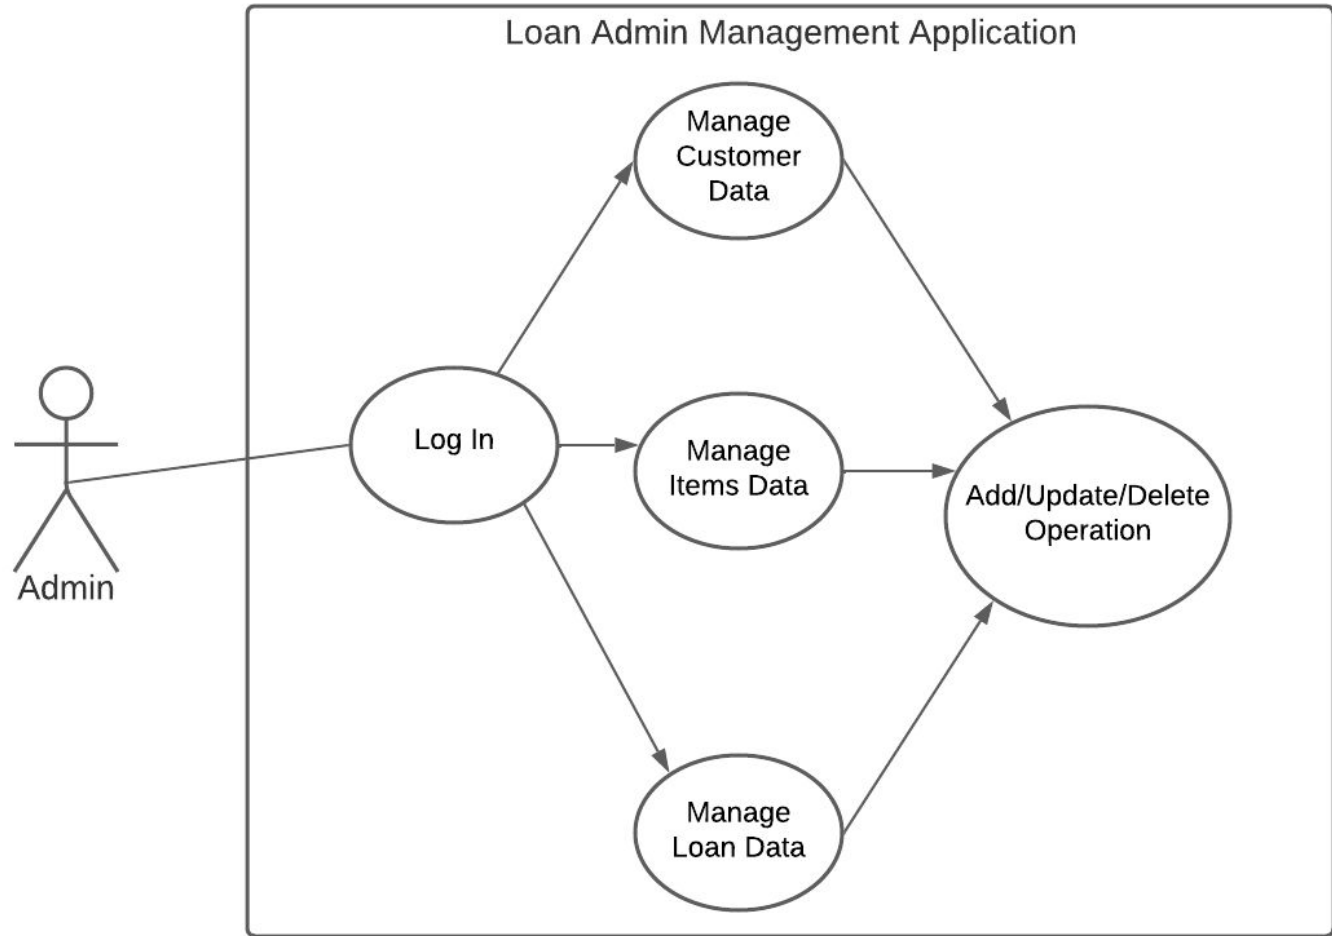 Loan Admin Management Application
Manage
Customer
Data
Log In
Manage
Items Data
Add/Update/Delete
Operation
Admin
Manage
Loan Data